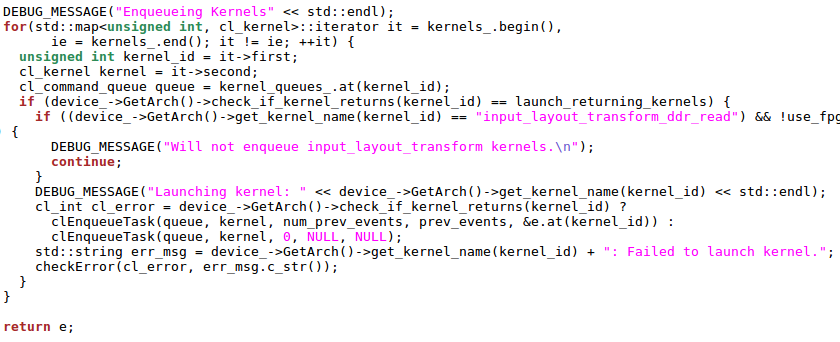 DEBUG_MESSAGE("Enqueueing Kernels" << std::endl);
for(std::map<unsigned int, cl_kernel>::iterator it = kernels_.begin(),
      ie = kernels_.end(); it != ie; ++it) {
  unsigned int kernel_id = it->first;
  cl_kernel kernel = it->second;
  cl_command_queue queue = kernel_queues_.at(kernel_id);
  if (device_->GetArch()->check_if_kernel_returns(kernel_id) == launch_returning_kernels) {
    if ((device_->GetArch()->get_kernel_name(kernel_id) == "input_layout_transform_ddr_read") && !use_fpg
) {
      DEBUG_MESSAGE("Will not enqueue input_layout_transform kernels.\n");
      continue;
    }
    DEBUG_MESSAGE("Launching kernel: " << device_->GetArch()->get_kernel_name(kernel_id) << std::endl);
    cl_int cl_error = device_->GetArch()->check_if_kernel_returns(kernel_id) ?
      clEnqueueTask(queue, kernel, num_prev_events, prev_events, &e.at(kernel_id)) :
      clEnqueueTask(queue, kernel, 0, NULL, NULL);
    std::string err_msg = device_->GetArch()->get_kernel_name(kernel_id) + ": Failed to launch kernel.";
    checkError(cl_error, err_msg.c_str());
  }
}
return e;